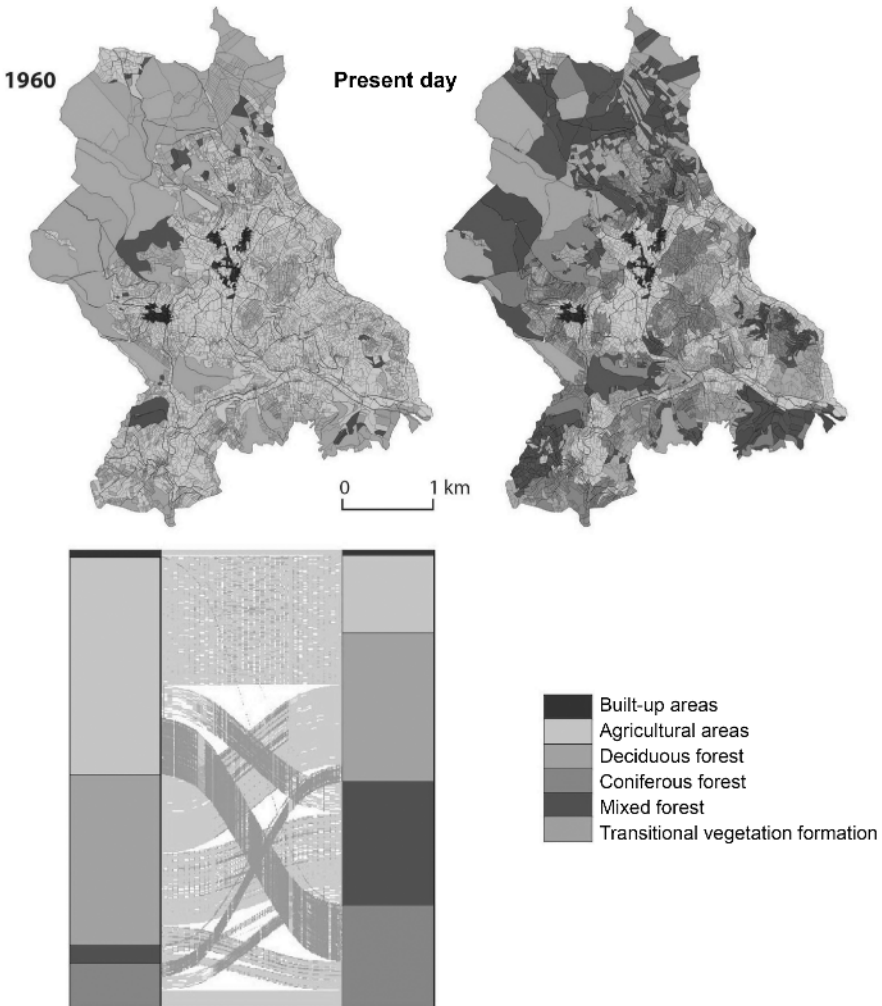 1960
Present day
0 1 km
Built-up areas
Agricultural areas
Deciduous forest
Coniferous forest
Mixed forest
Transitional vegetation formation